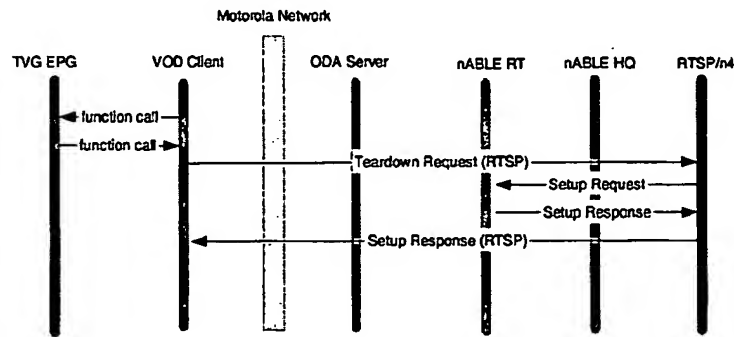 Motorola Network
TVG EPG
VOD Client
ODA Server
nABLE RT
nABLE HQ
RTSP/n4
function call
function call
Teardown Request (RTSP)
Setup Request
Setup Response
Setup Response (RTSP)